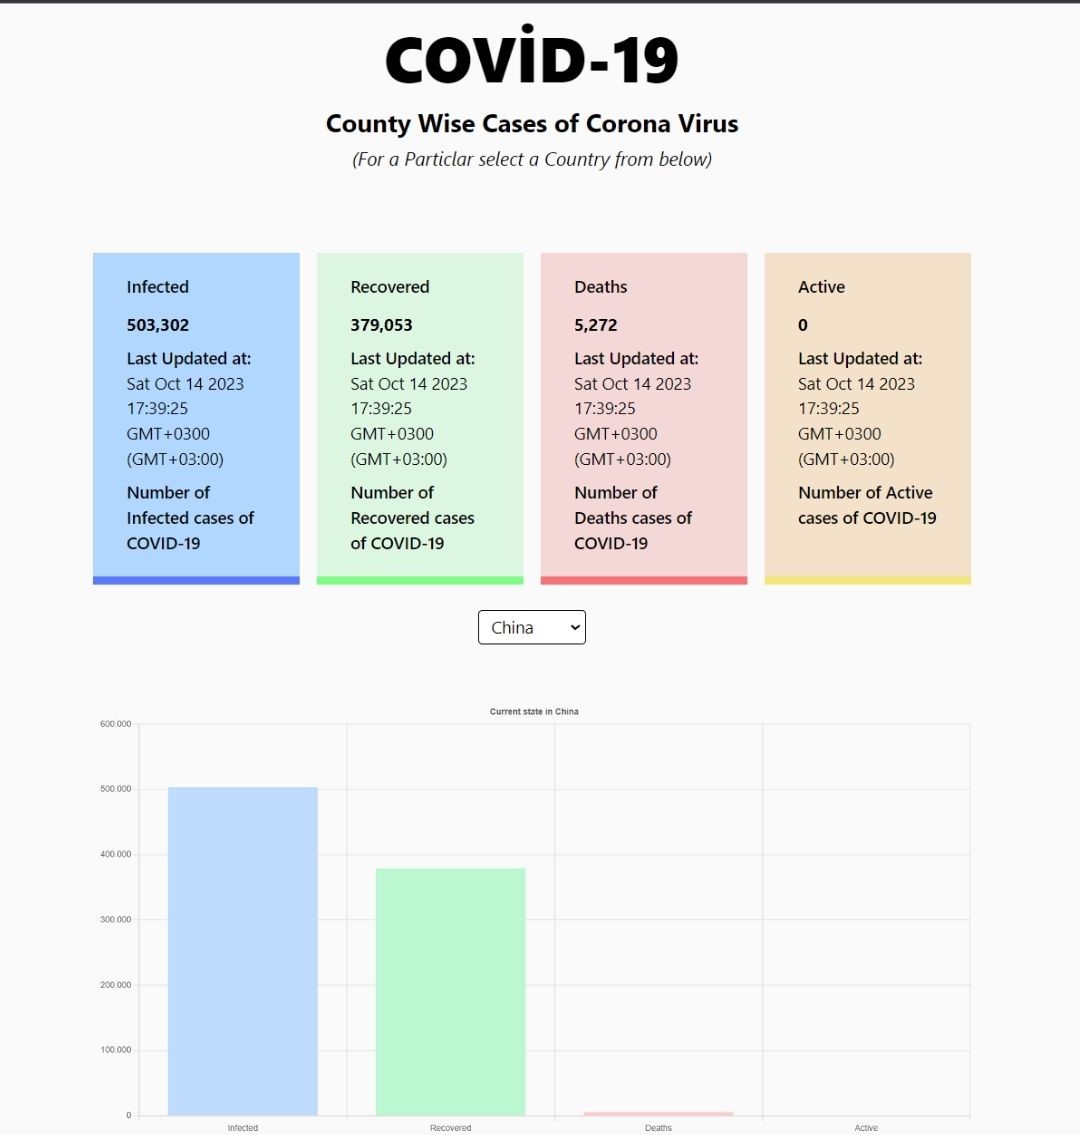 COVİD-19
County Wise Cases of Corona Virus
(For a Particlar select a Country from below)
Infected
503,302
Last Updated at:
Sat Oct 14 2023
17:39:25
GMT+0300
(GMT+03:00)
Number of
Infected cases of
COVID-19
Recovered
379,053
Last Updated at:
Sat Oct 14 2023
17:39:25
GMT+0300
(GMT+03:00)
Number of
Recovered cases
of COVID-19
Deaths
5,272
Last Updated at:
Sat Oct 14 2023
17:39:25
GMT+0300
(GMT+03:00)
Number of
Deaths cases of
COVID-19
Active
0
Last Updated at:
Sat Oct 14 2023
17:39:25
GMT+0300
(GMT+03:00)
Number of Active
cases of COVID-19
China
Current state in China
600.000
500.000
400.000
300.000
200.000
100.000
0
Infected Recovered Deaths Active